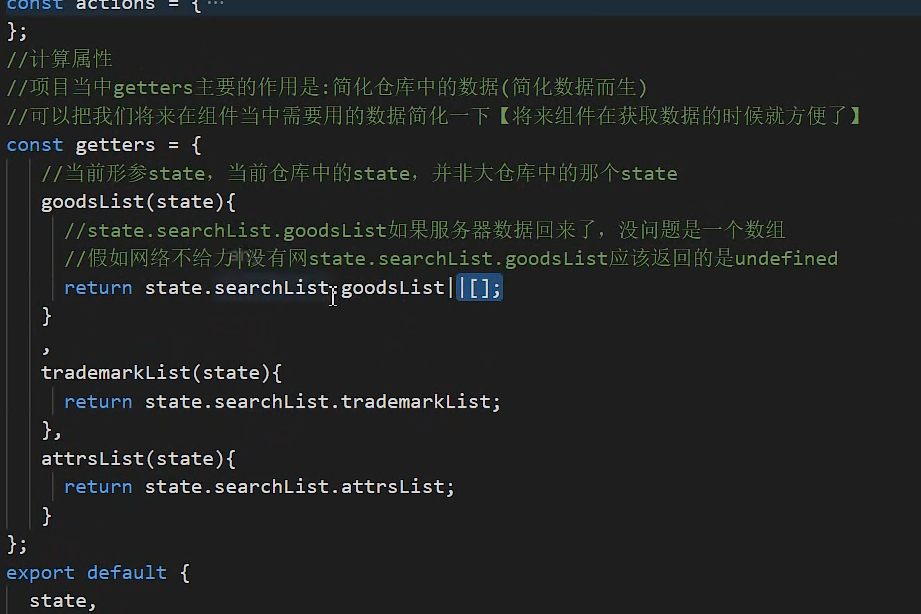 const actions = {···
};
//计算属性
//项目当中getters主要的作用是:简化仓库中的数据(简化数据而生)
//可以把我们将来在组件当中需要用的数据简化一下【将来组件在获取数据的时候就方便了】
const getters = {
//当前形参state，当前仓库中的state，并非大仓库中的那个state
goodsList(state){
//state.searchList.goodsList如果服务器数据回来了，没问题是一个数组
//假如网络不给力|没有网state.searchList.goodsList应该返回的是undefined
return state.searchList.goodsList||[];
}
,
trademarkList(state){
return state.searchList.trademarkList;
},
attrsList(state){
return state.searchList.attrsList;
}
};
export default {
state,